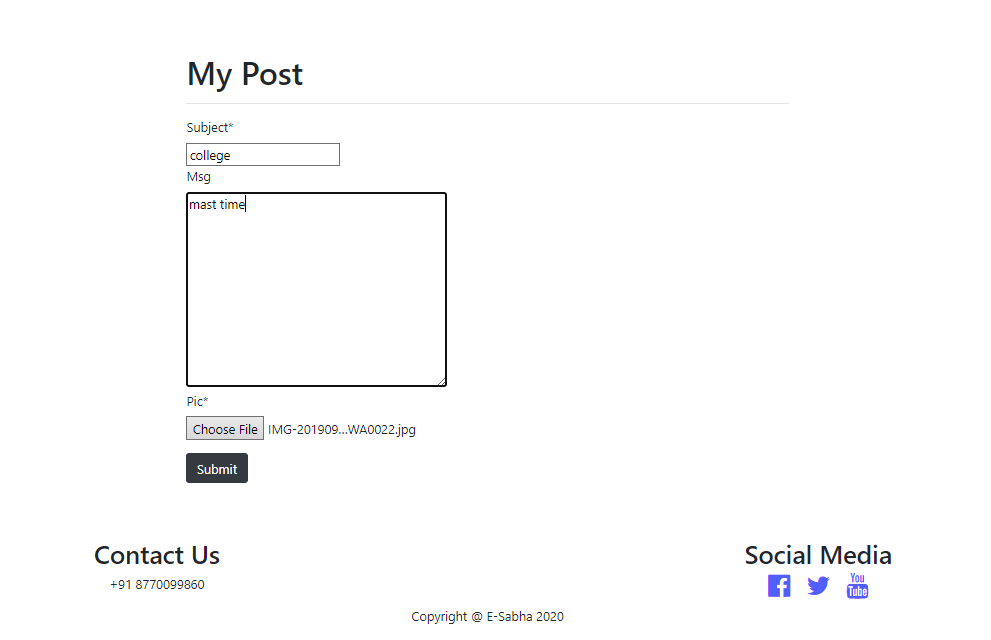 My Post
Subject*
college
Msg
mast time
Pic*
Choose File IMG-201909...WA0022.jpg
Submit
Contact Us
+91 8770099860
Social Media
You
Tube
Copyright @ E-Sabha 2020